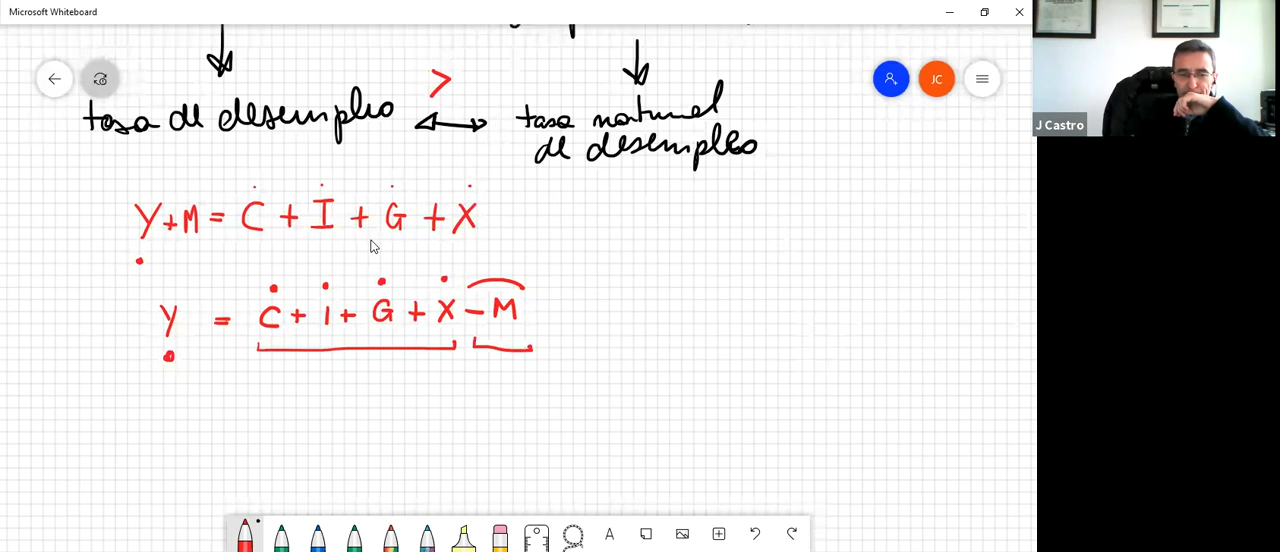 Microsoft Whiteboard
>
tasa de desempleo ↔ tasa natural
de desempleo
Y+M = C + I + G + X
Y = C + I + G + X - M
JC
J Castro
A